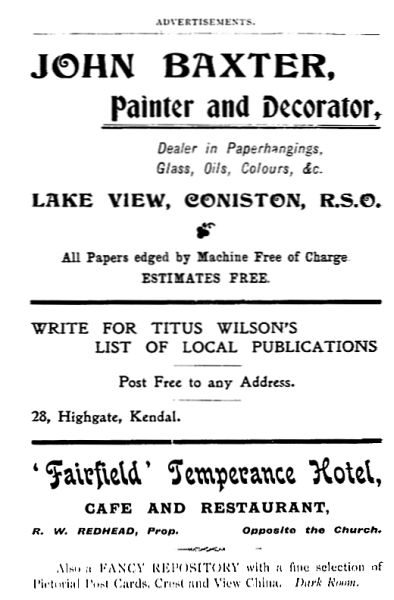 ADVERTISEMENTS.
JOHN BAXTER,
Painter and Decorator,
Dealer in Paperhangings,
Glass, Oils, Colours, &c.
LAKE VIEW, CONISTON, R.S.O.
All Papers edged by Machine Free of Charge
ESTIMATES FREE.
WRITE FOR TITUS WILSON'S
LIST OF LOCAL PUBLICATIONS
Post Free to any Address.
28, Highgate, Kendal.
'Fairfield' Temperance Hotel,
CAFE AND RESTAURANT,
R. W. REDHEAD, Prop. Opposite the Church.
Also a FANCY REPOSITORY with a fine selection of
Pictorial Post Cards, Crest and View China. Dark Room.